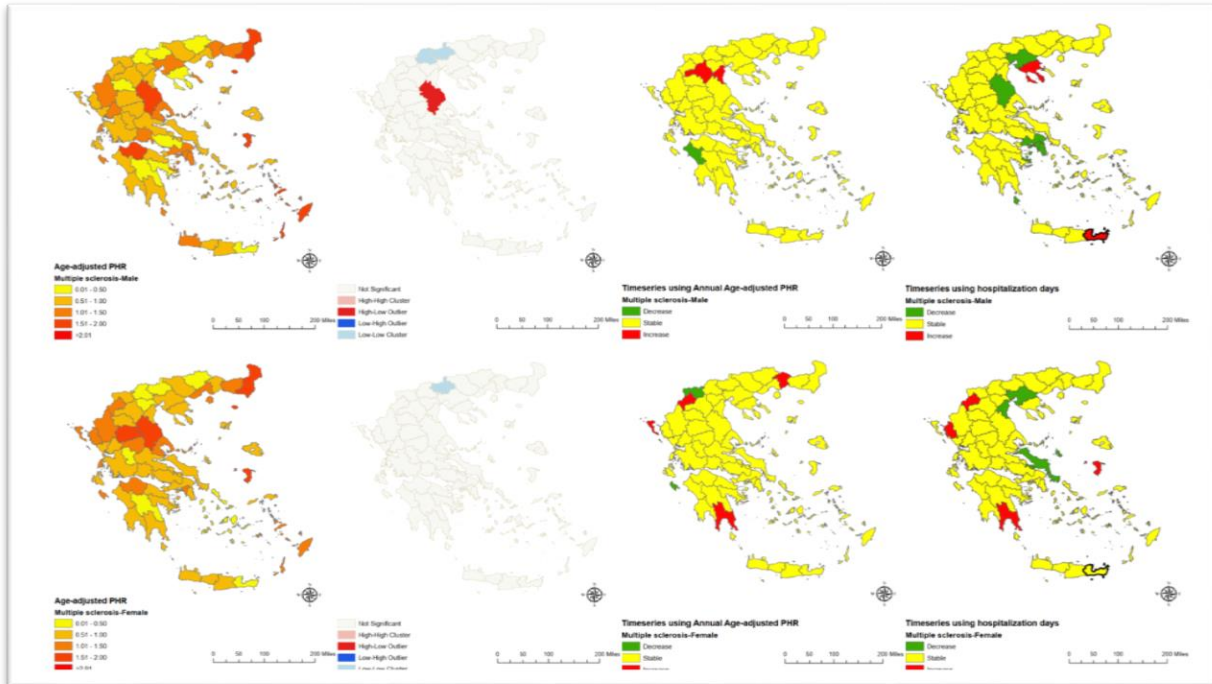 Age-adjusted PHR
Multiple sclerosis-Male
0.01 - 0.50
0.51 - 1.00
1.01 - 1.50
1.51 - 2.00
<2.01
0 50 100 200 Miles
Not Significant
High-High Cluster
High-Low Outlier
Low-High Outlier
Low-Low Cluster
0 50 100 200 Miles
Timeseries using Annual Age-adjusted PHR
Multiple sclerosis-Male
Decrease
Stable
Increase
0 50 100 200 Miles
Timeseries using hospitalization days
Multiple sclerosis-Male
Decrease
Stable
Increase
0 50 100 200 Miles
Age-adjusted PHR
Multiple sclerosis-Female
0.01 - 0.50
0.51 - 1.00
1.01 - 1.50
1.51 - 2.00
<2.01
0 50 100 200 Miles
Not Significant
High-High Cluster
High-Low Outlier
Low-High Outlier
Low-Low Cluster
0 50 100 200 Miles
Timeseries using Annual Age-adjusted PHR
Multiple sclerosis-Female
Decrease
Stable
0 50 100 200 Miles
Timeseries using hospitalization days
Multiple sclerosis-Female
Decrease
Stable
0 50 100 200 Miles